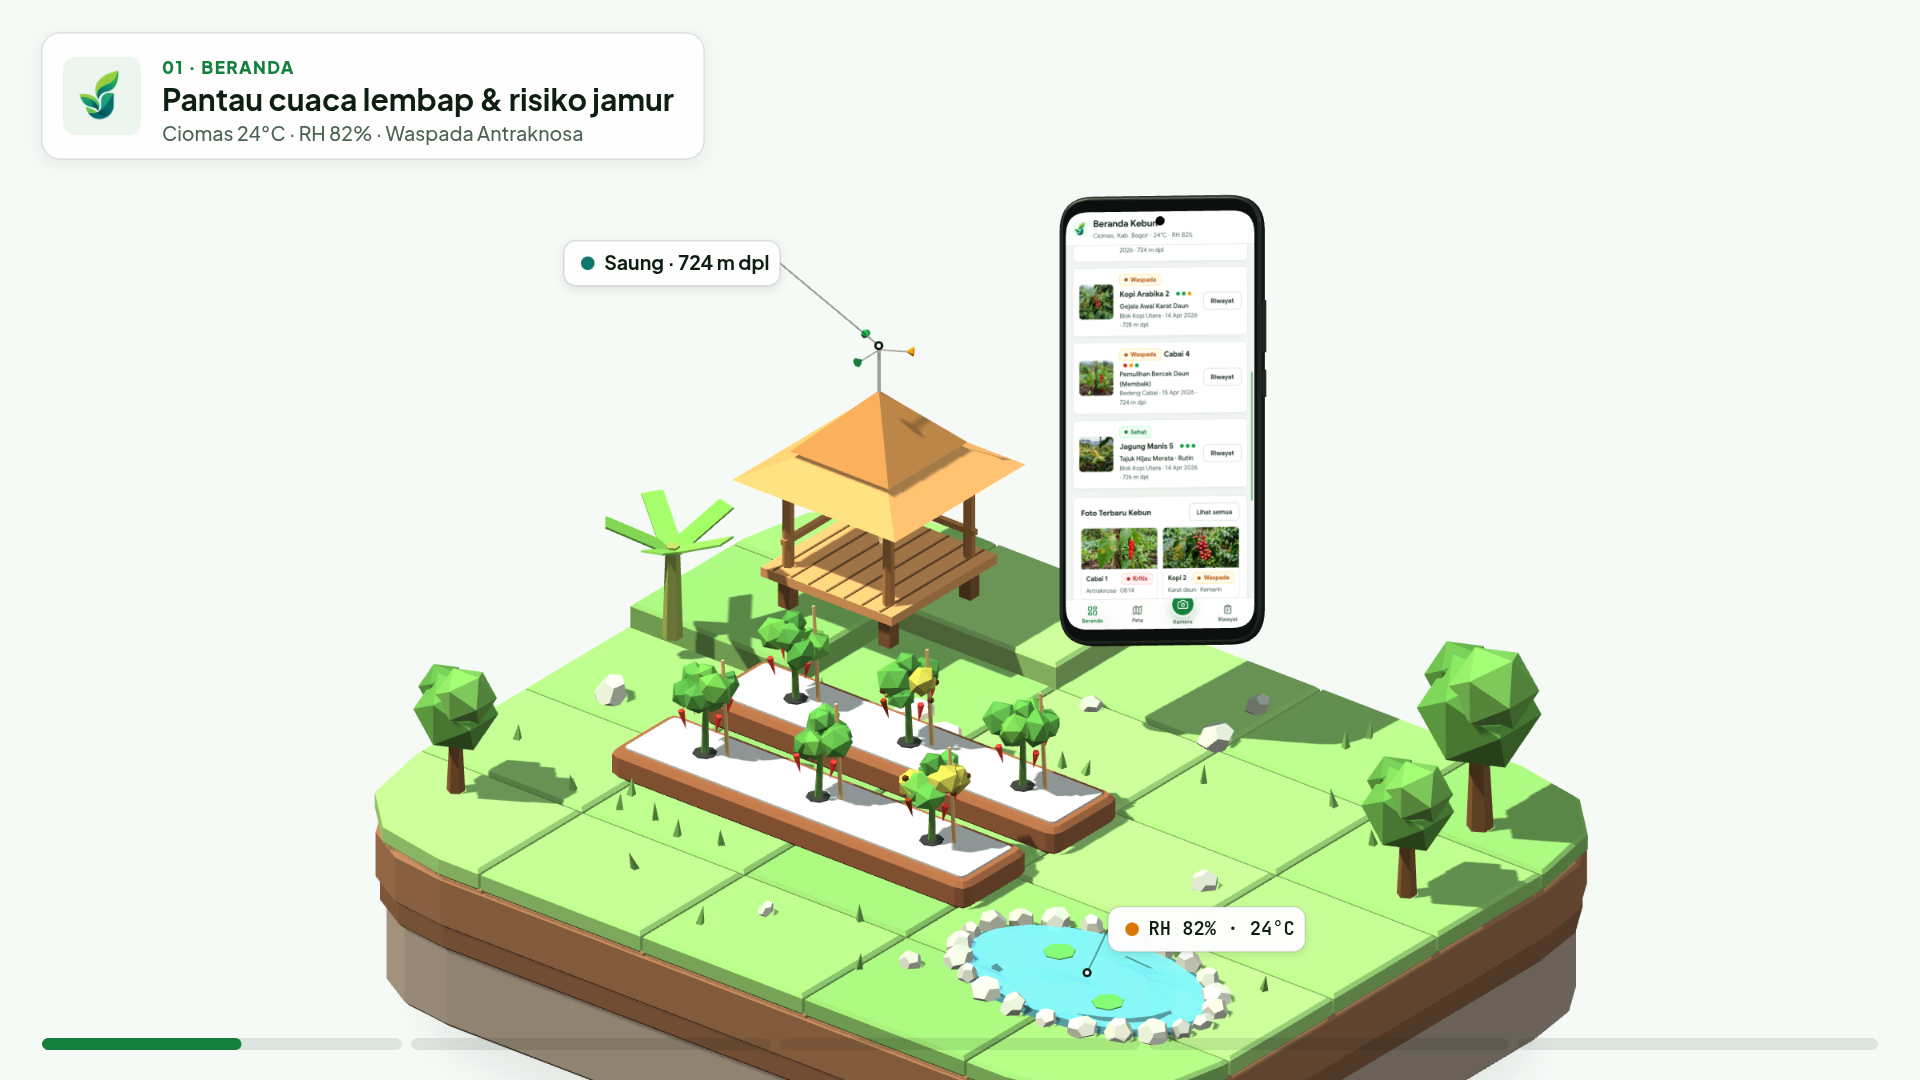 01 · BERANDA
Pantau cuaca lembap & risiko jamur
Ciomas 24°C · RH 82% · Waspada Antraknosa
Saung · 724 m dpl
Beranda Kebun
Ciomas, Kab. Bogor · 24°C · RH 82%
2026 · 724 m dpl
Waspada
Kopi Arabika 2
Gejala Awal Karat Daun
Blok Kopi Utara · 14 Apr 2026
· 728 m dpl
Riwayat
Waspada Cabai 4
Pemulihan Bercak Daun
(Membaik)
Bedeng Cabai · 15 Apr 2026 ·
724 m dpl
Riwayat
Sehat
Jagung Manis 5
Tajuk Hijau Merata · Rutin
Blok Kopi Utara · 14 Apr 2026
· 726 m dpl
Riwayat
Foto Terbaru Kebun
Lihat semua
Cabai 1 Kritis
Antraknosa · 08:14
Kopi 2 Waspada
Karat daun · Kemarin
Beranda Peta Kamera Riwayat
RH 82% · 24°C